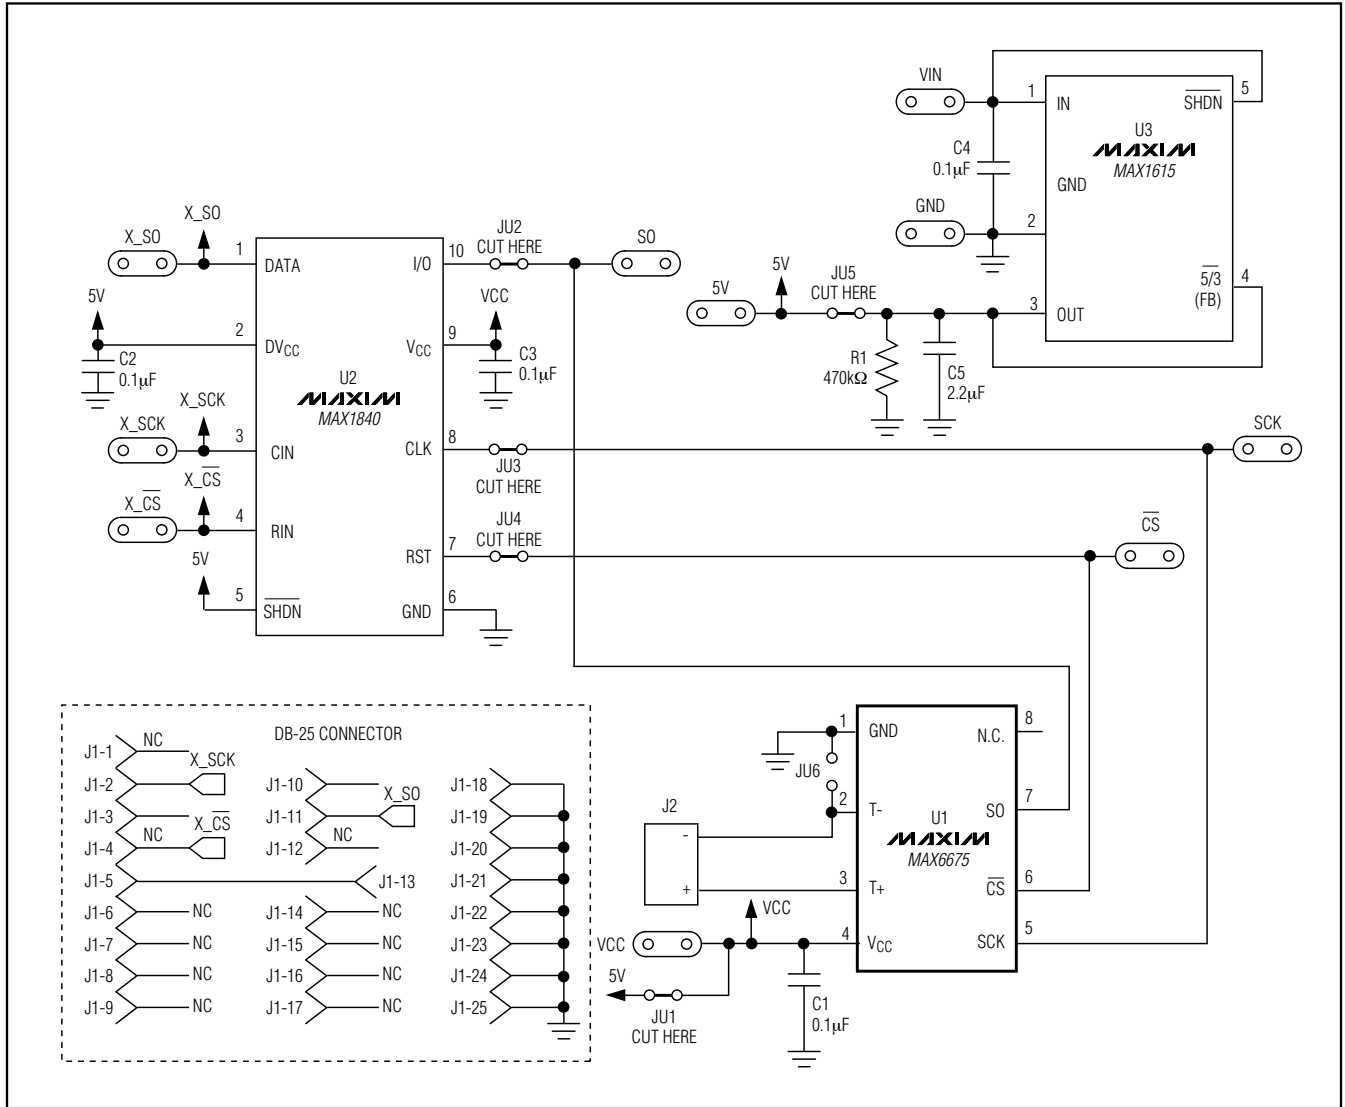 VIN
1
IN
S̅H̅D̅N̅
5
U3
MAXIM
MAX1615
C4
0.1µF
GND
GND
2
5̅/̅3̅
(FB)
4
3
OUT
5V
5V
JU5
CUT HERE
R1
470kΩ
C5
2.2µF
X_SO
X_SO
1
DATA
I/O
10
JU2
CUT HERE
SO
5V
2
DVCC
C2
0.1µF
VCC
9
VCC
C3
0.1µF
U2
MAXIM
MAX1840
X_SCK
X_SCK
3
CIN
CLK
8
JU3
CUT HERE
SCK
X_C̅S̅
X_C̅S̅
4
RIN
RST
7
JU4
CUT HERE
C̅S̅
5V
5
S̅H̅D̅N̅
GND
6
DB-25 CONNECTOR
J1-1
NC
J1-2
X_SCK
J1-3
J1-4
NC
X_C̅S̅
J1-5
J1-13
J1-6
NC
J1-7
NC
J1-8
NC
J1-9
NC
J1-10
J1-11
X_SO
J1-12
NC
J1-14
NC
J1-15
NC
J1-16
NC
J1-17
NC
J1-18
J1-19
J1-20
J1-21
J1-22
J1-23
J1-24
J1-25
1
GND
N.C.
8
JU6
2
T-
SO
7
J2
-
+
U1
MAXIM
MAX6675
3
T+
C̅S̅
6
VCC
VCC
4
VCC
SCK
5
5V
JU1
CUT HERE
C1
0.1µF